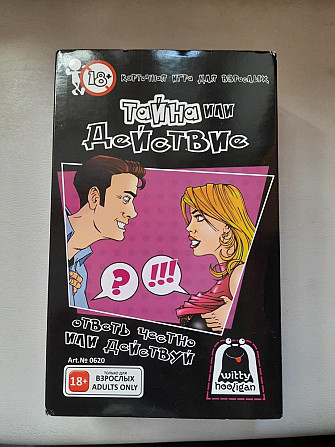 18+
карточная игра для взрослых
Тайна или
Действие
?
!!!
ответь честно
или действуй
Art.№ 0620
18+
только для
ВЗРОСЛЫХ
ADULTS ONLY
witty
hooligan